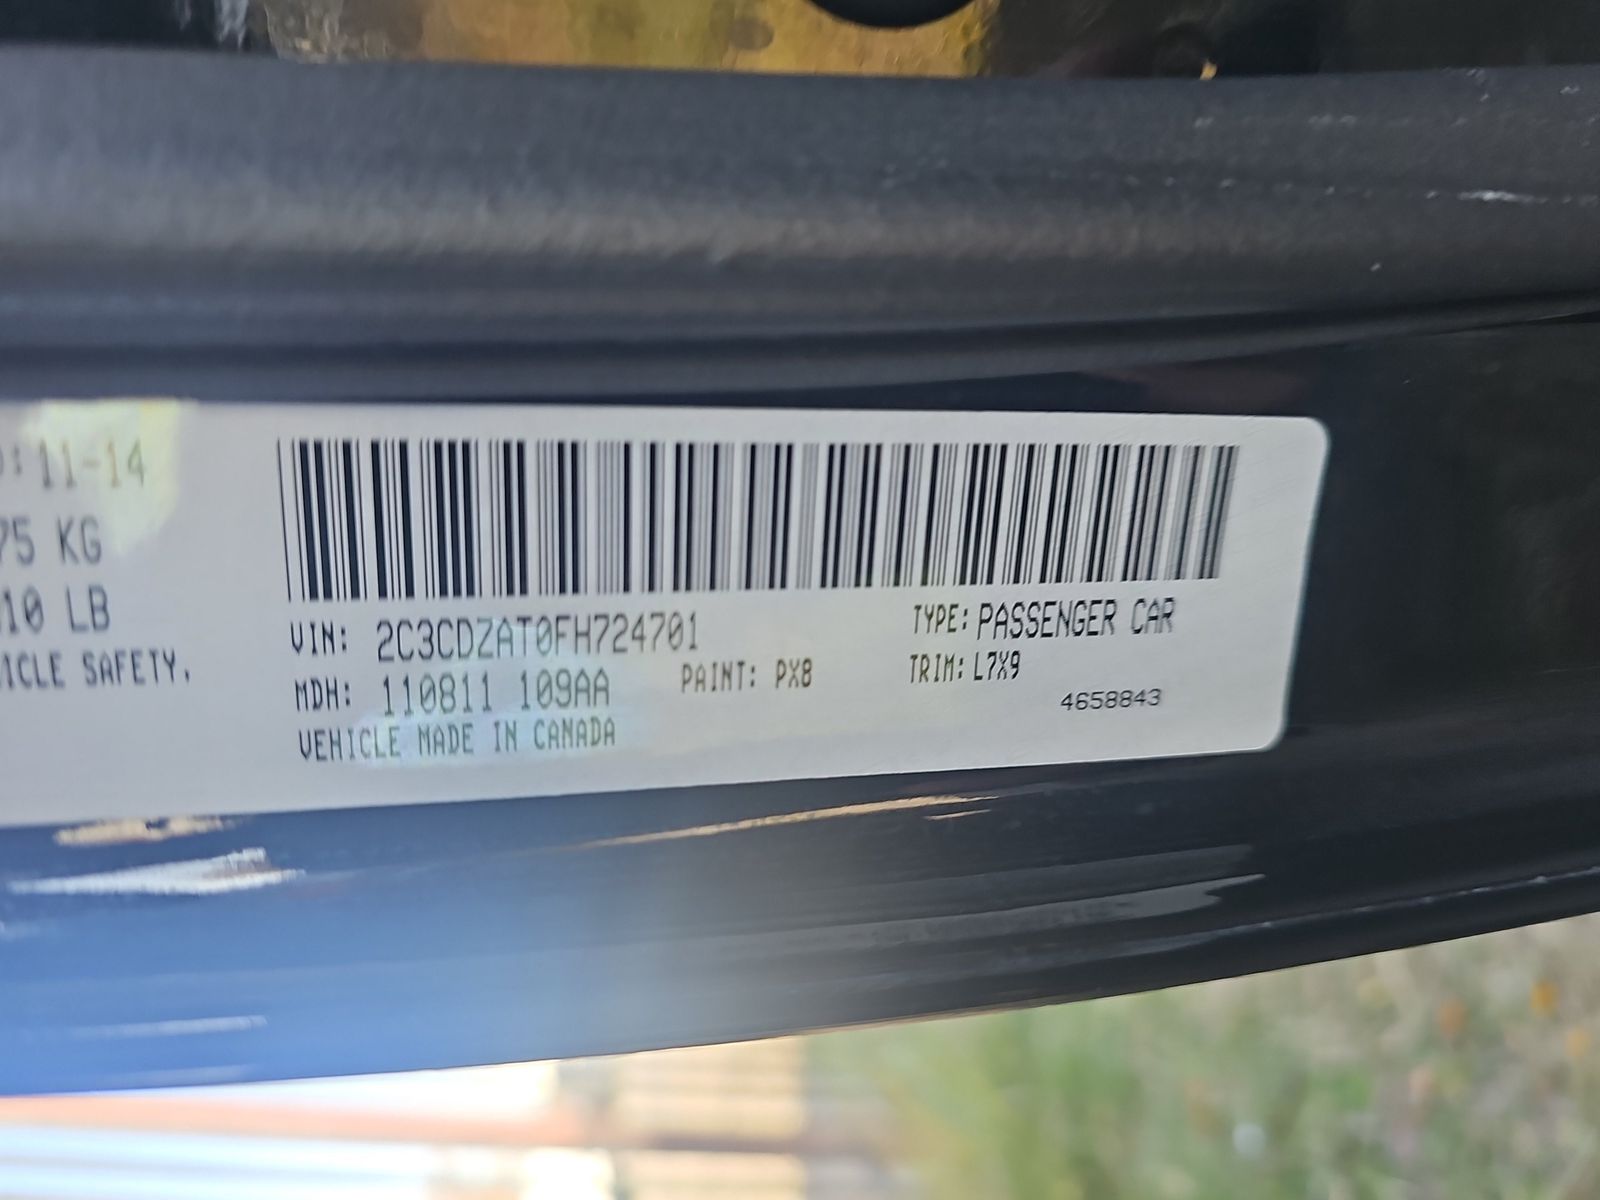 : 11-14
75 KG
10 LB
ICLE SAFETY.
VIN: 2C3CDZAT0FH724701
TYPE: PASSENGER CAR
MDH: 110811 109AA
PAINT: PX8
TRIM: L7X9
VEHICLE MADE IN CANADA
4658843